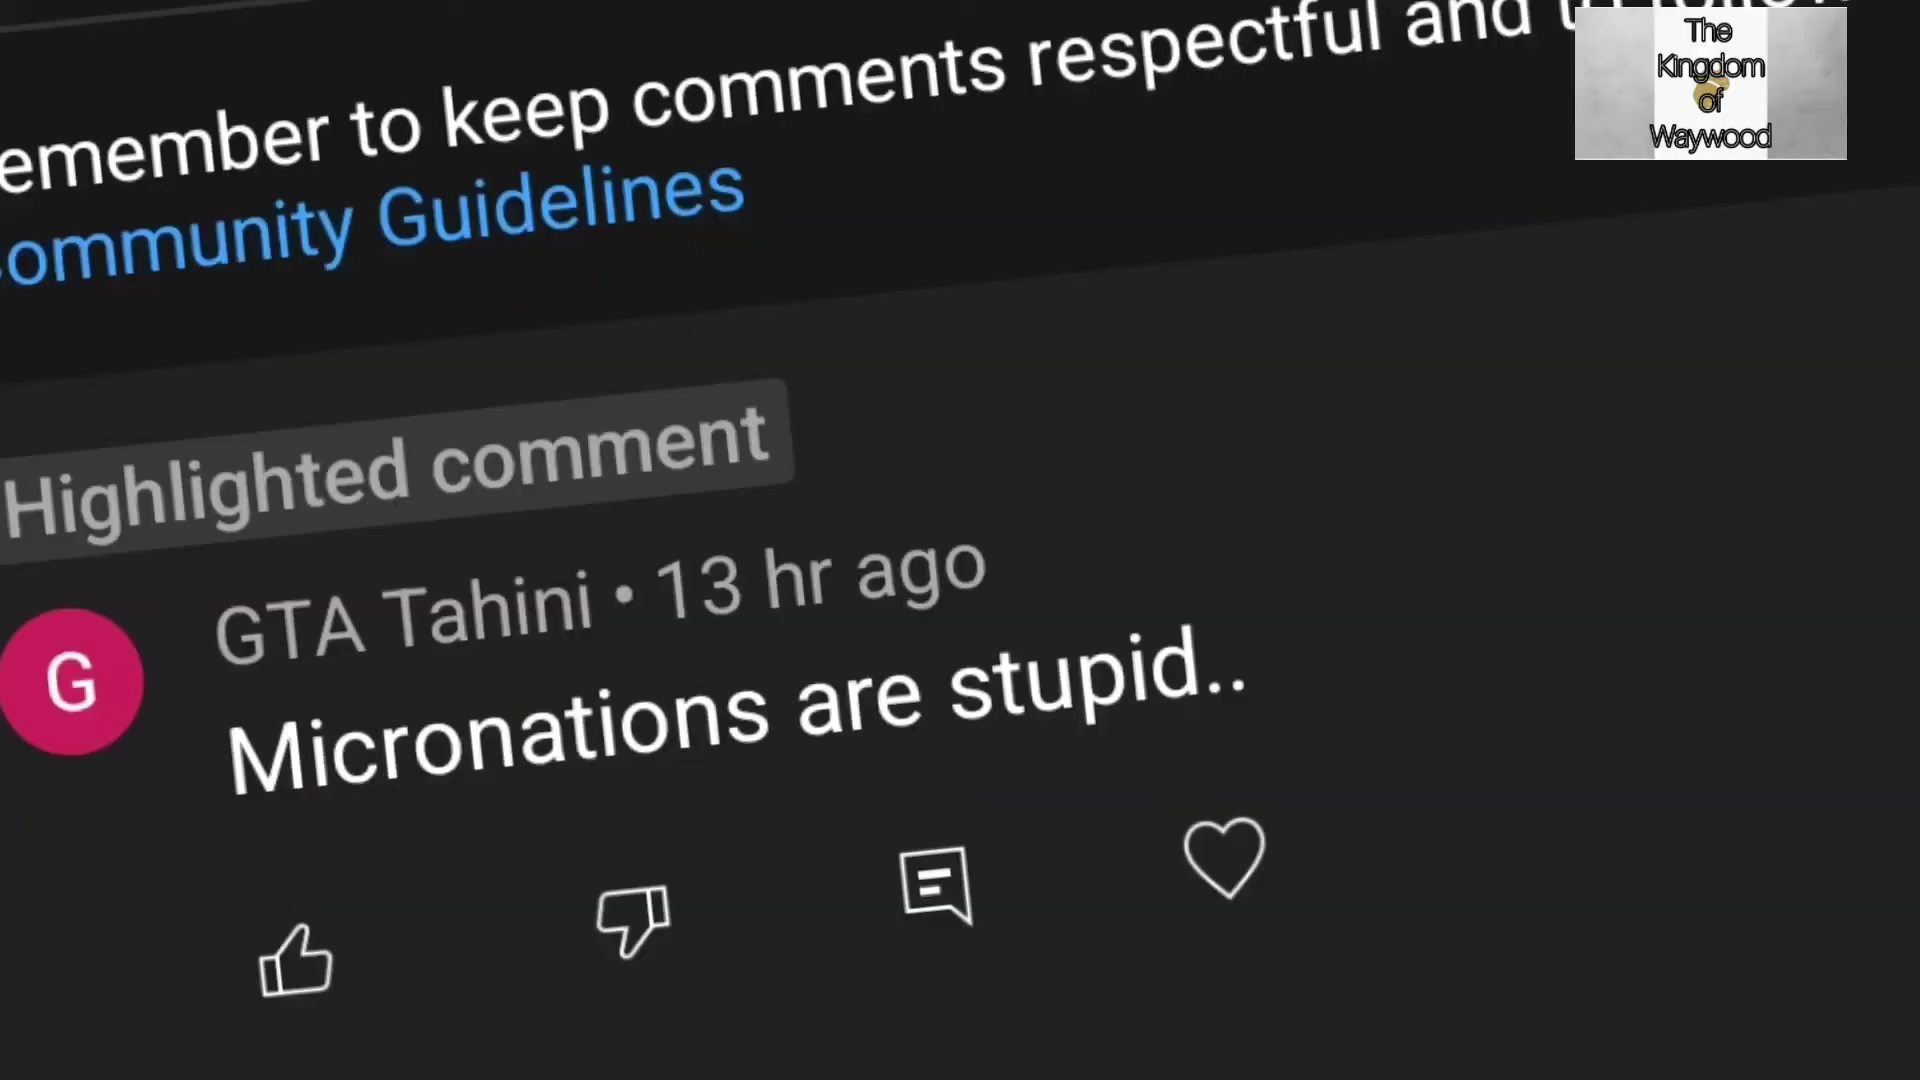 emember to keep comments respectful and
ommunity Guidelines
The
Kingdom
of
Waywood
Highlighted comment
G
GTA Tahini • 13 hr ago
Micronations are stupid..